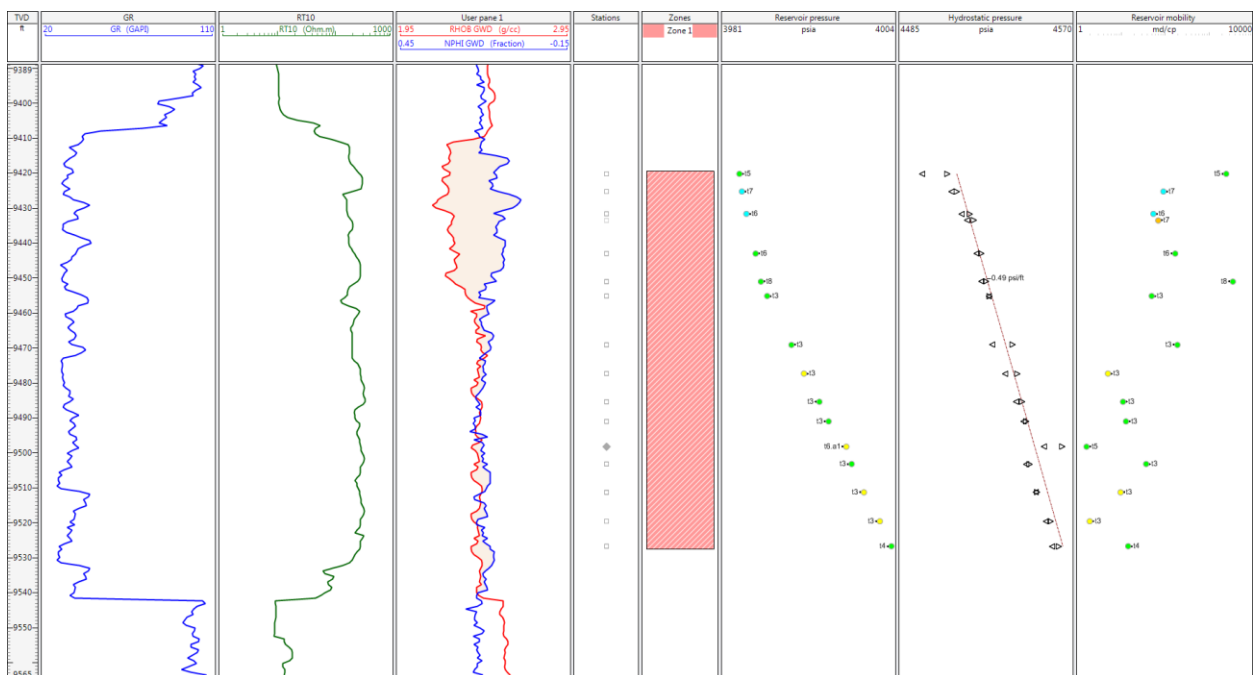 TVD
ft
GR
20 GR (GAPI) 110
RT10
1 RT10 (Ohm.m) 1000
User pane 1
1.95 RHOB GWD (g/cc) 2.95
0.45 NPHI GWD (Fraction) -0.15
Stations
Zones
Zone 1
Reservoir pressure
3981 psia 4004
Hydrostatic pressure
4485 psia 4570
Reservoir mobility
1 md/cp 10000
9389
9400
9410
9420
9430
9440
9450
9460
9470
9480
9490
9500
9510
9520
9530
9540
9550
9565
t5
t7
t6
t6
t8
t3
t3
t3
t3
t3
t6.e1
t3
t3
t3
t4
0.49 psi/ft
t5
t7
t6
t7
t6
t8
t3
t3
t3
t3
t3
t5
t3
t3
t3
t4